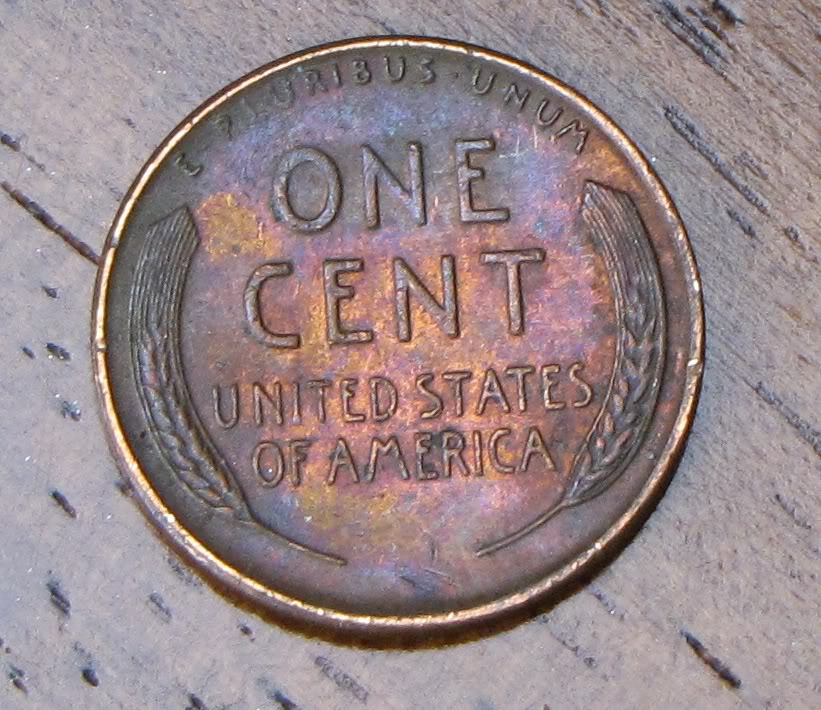 E PLURIBUS · UNUM
ONE
CENT
UNITED STATES
OF AMERICA